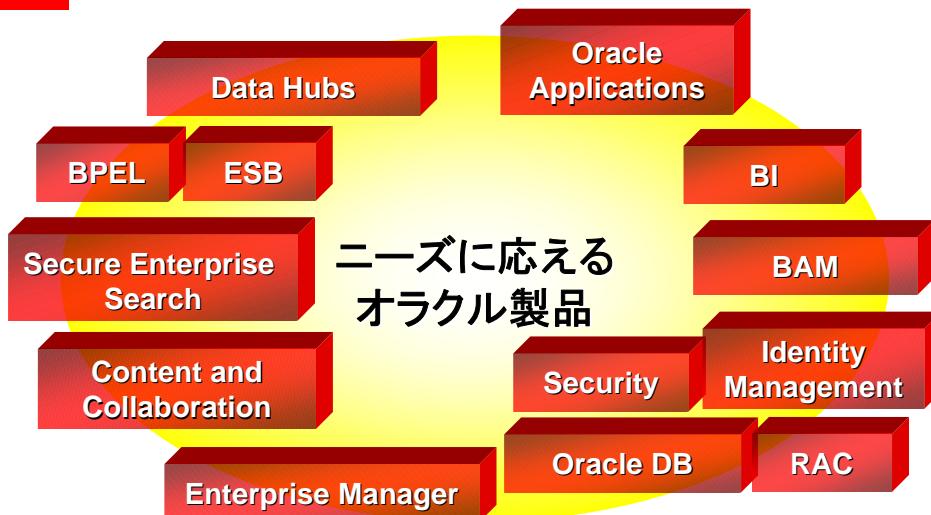 Oracle
Applications
Data Hubs
BPEL
ESB
BI
Secure Enterprise
Search
ニーズに応える
オラクル製品
BAM
Content and
Collaboration
Security
Identity
Management
Oracle DB
RAC
Enterprise Manager